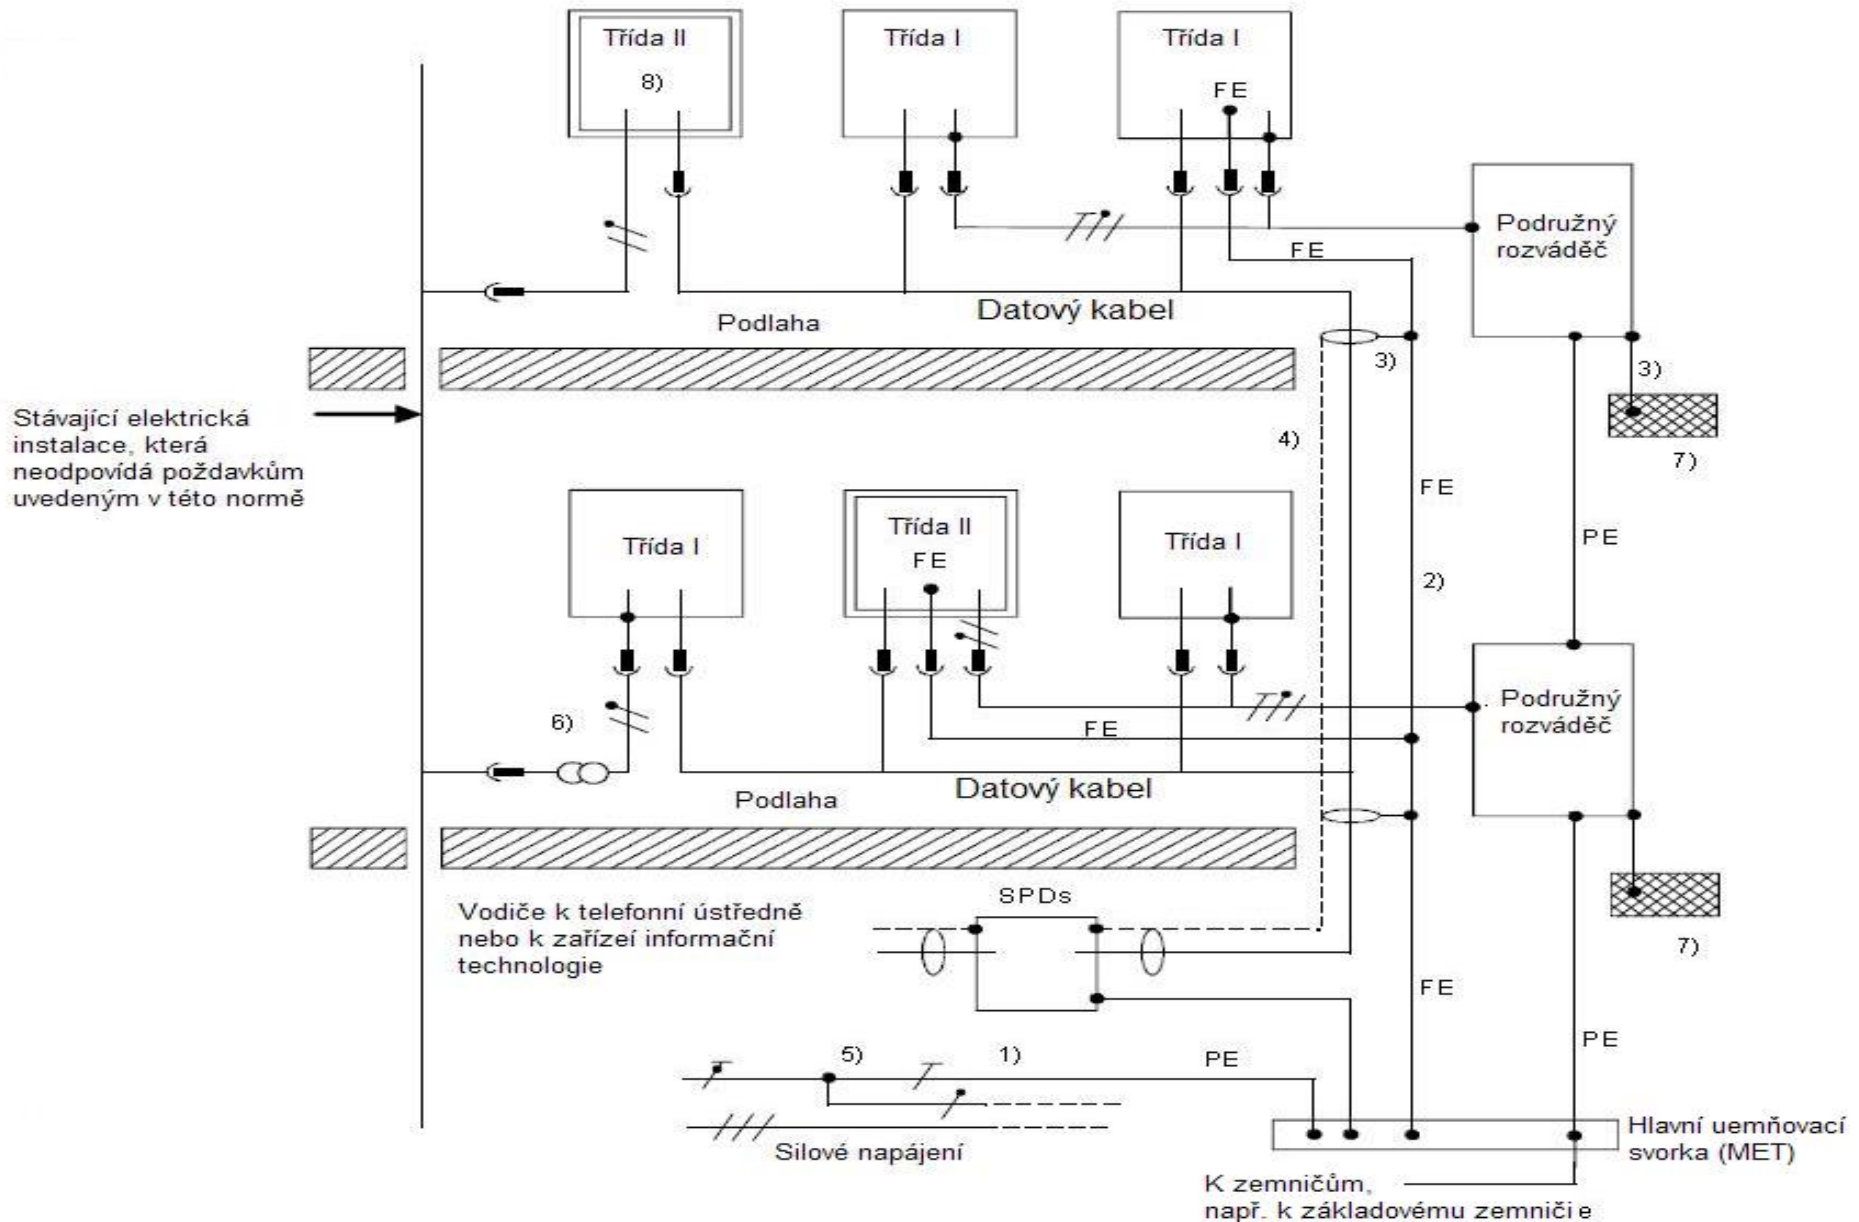 Třída II
8)
Třída I
Třída I
FE
Podružný
rozváděč
FE
Datový kabel
Podlaha
3)
3)
7)
Stávající elektrická
instalace, která
neodpovídá poždavkům
uvedeným v této normě
4)
FE
PE
2)
Třída I
Třída II
FE
Třída I
Podružný
rozváděč
6)
FE
Datový kabel
Podlaha
7)
SPDs
Vodiče k telefonní ústředně
nebo k zařízeí informační
technologie
FE
PE
5)
1)
PE
Silové napájení
Hlavní uemňovací
svorka (MET)
K zemničům,
např. k základovému zemniči e